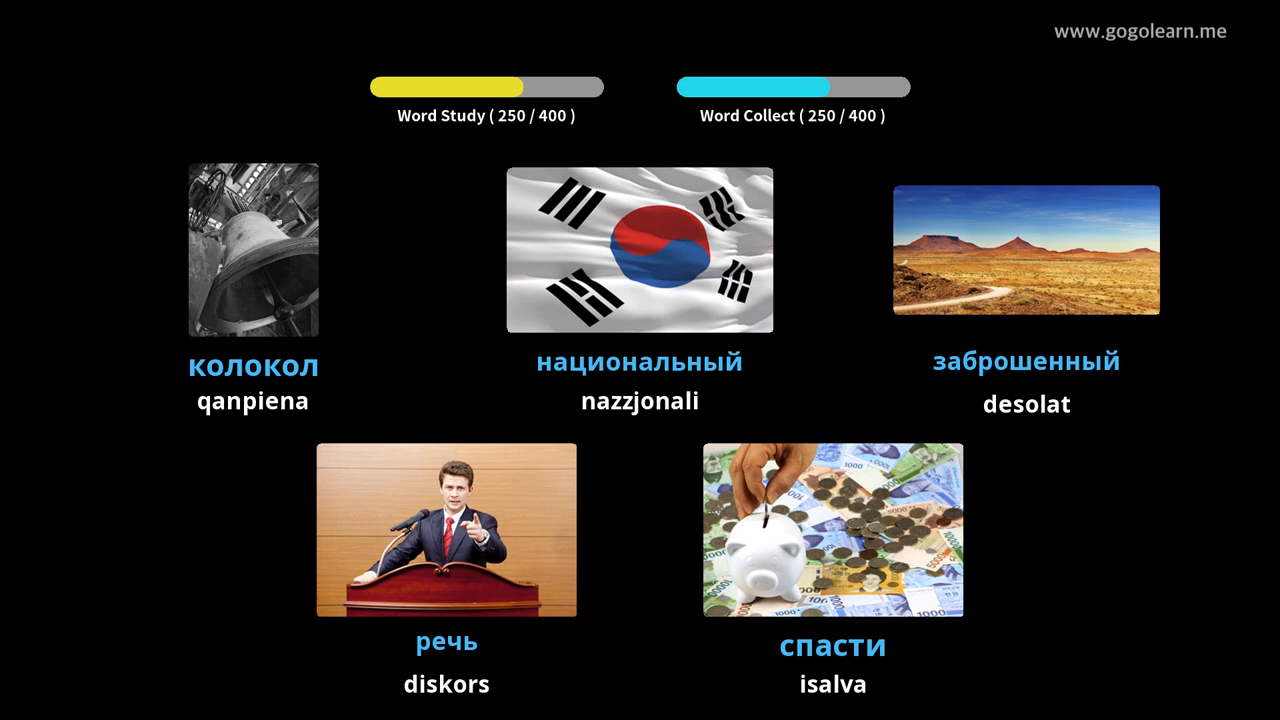 www.gogolearn.me
Word Study ( 250 / 400 )
Word Collect ( 250 / 400 )
колокол
qanpiena
национальный
nazzjonali
заброшенный
desolat
речь
diskors
спасти
isalva